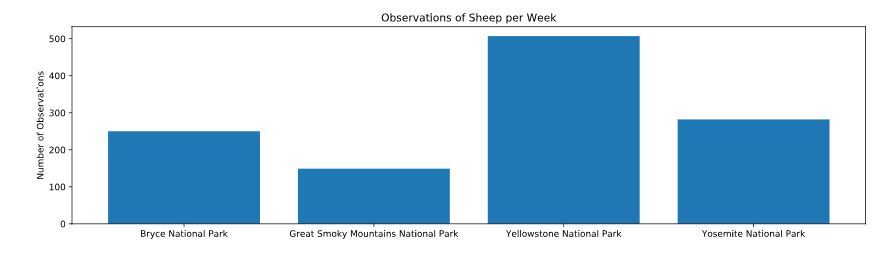 Observations of Sheep per Week
Number of Observations
500
400
300
200
100
0
Bryce National Park
Great Smoky Mountains National Park
Yellowstone National Park
Yosemite National Park